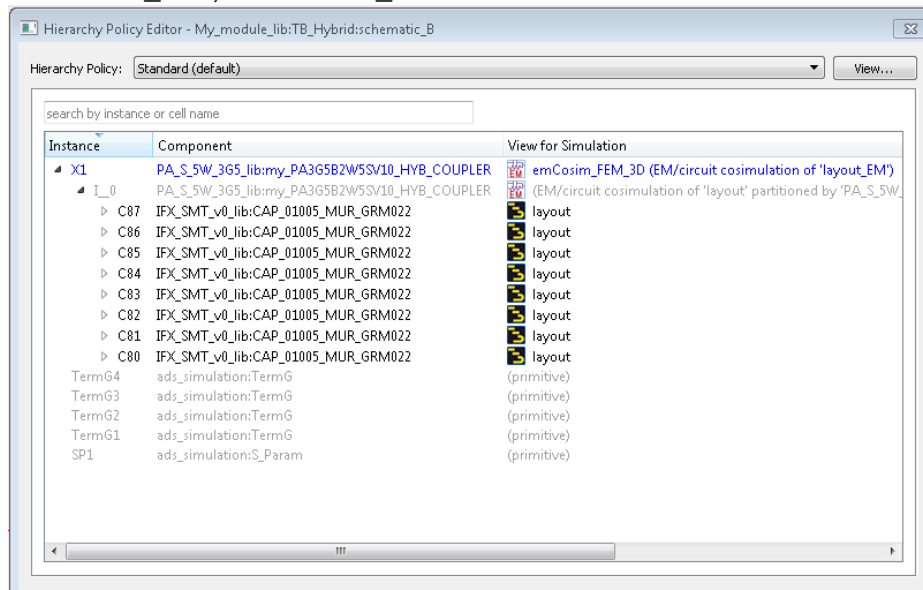 Hierarchy Policy Editor - My_module_lib:TB_Hybrid:schematic_B
Hierarchy Policy: Standard (default) View...
search by instance or cell name
Instance Component View for Simulation
X1 PA_S_5W_3G5_lib:my_PA3G5B2W5SV10_HYB_COUPLER emCosim_FEM_3D (EM/circuit cosimulation of 'layout_EM')
I__0 PA_S_5W_3G5_lib:my_PA3G5B2W5SV10_HYB_COUPLER (EM/circuit cosimulation of 'layout' partitioned by 'PA_S_5W_
C87 IFX_SMT_v0_lib:CAP_01005_MUR_GRM022 layout
C86 IFX_SMT_v0_lib:CAP_01005_MUR_GRM022 layout
C85 IFX_SMT_v0_lib:CAP_01005_MUR_GRM022 layout
C84 IFX_SMT_v0_lib:CAP_01005_MUR_GRM022 layout
C83 IFX_SMT_v0_lib:CAP_01005_MUR_GRM022 layout
C82 IFX_SMT_v0_lib:CAP_01005_MUR_GRM022 layout
C81 IFX_SMT_v0_lib:CAP_01005_MUR_GRM022 layout
C80 IFX_SMT_v0_lib:CAP_01005_MUR_GRM022 layout
TermG4 ads_simulation:TermG (primitive)
TermG3 ads_simulation:TermG (primitive)
TermG2 ads_simulation:TermG (primitive)
TermG1 ads_simulation:TermG (primitive)
SP1 ads_simulation:S_Param (primitive)